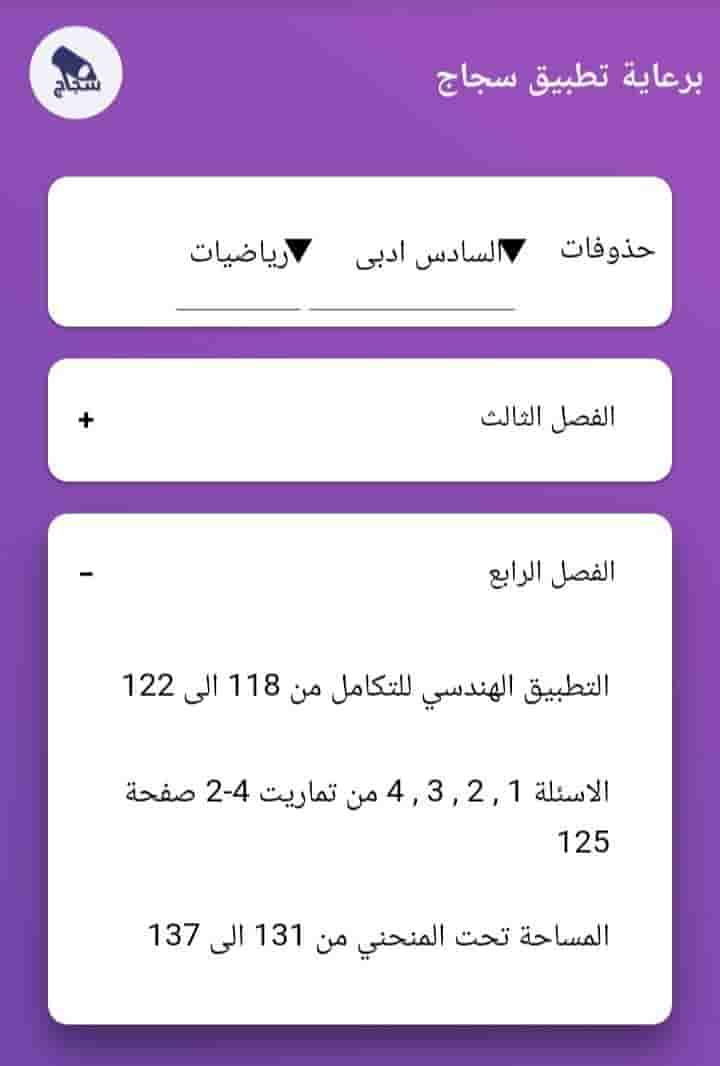 برعاية تطبيق سجاج
سجاج
حذوفات السادس ادبى رياضيات
الفصل الثالث +
الفصل الرابع -
التطبيق الهندسي للتكامل من 118 الى 122
الاسئلة 1 , 2 , 3 , 4 من تماريت 4-2 صفحة
125
المساحة تحت المنحني من 131 الى 137